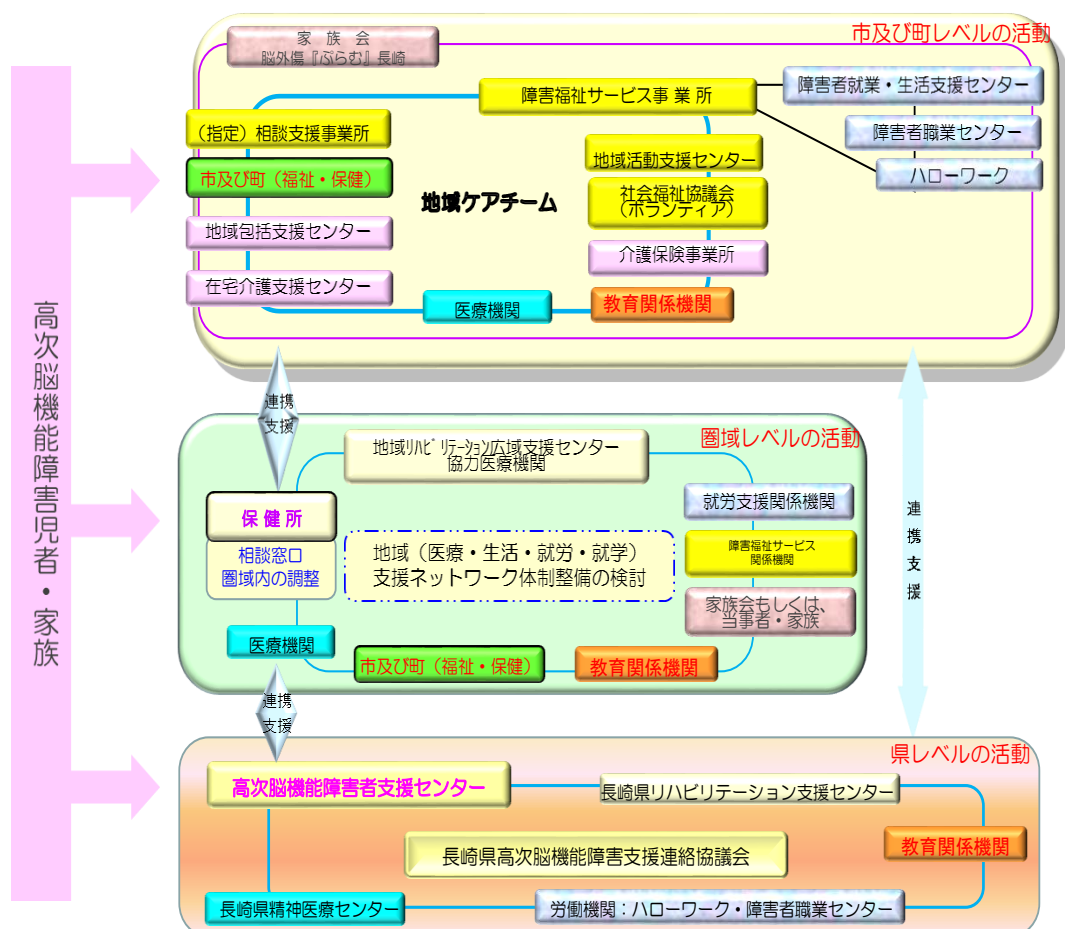 市及び町レベルの活動
家　族　会
脳外傷『ぷらむ』長崎
障害福祉サービス事 業 所
障害者就業・生活支援センター
（指定）相談支援事業所
障害者職業センター
地域活動支援センター
市及び町（福祉・保健）
ハローワーク
地域ケアチーム
社会福祉協議会
（ボランティア）
地域包括支援センター
介護保険事業所
在宅介護支援センター
医療機関
教育関係機関
高次脳機能障害児者・家族
連携
支援
連携支援
圏域レベルの活動
地域ﾘﾊﾋﾞﾘﾃｰｼｮﾝ広域支援センター
協力医療機関
保 健 所
相談窓口
圏域内の調整
就労支援関係機関
地域（医療・生活・就労・就学）
支援ネットワーク体制整備の検討
障害福祉サービス
関係機関
家族会もしくは、
当事者・家族
医療機関
市及び町（福祉・保健）
教育関係機関
連携
支援
県レベルの活動
高次脳機能障害者支援センター
長崎県リハビリテーション支援センター
教育関係機関
長崎県高次脳機能障害支援連絡協議会
長崎県精神医療センター
労働機関：ハローワーク・障害者職業センター